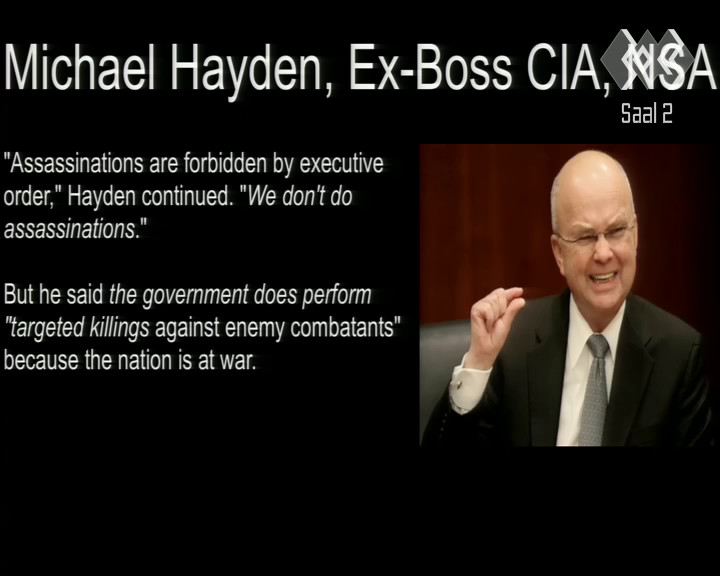 Michael Hayden, Ex-Boss CIA, NSA
Saal 2
"Assassinations are forbidden by executive
order," Hayden continued. "We don't do
assassinations."
But he said the government does perform
"targeted killings against enemy combatants"
because the nation is at war.